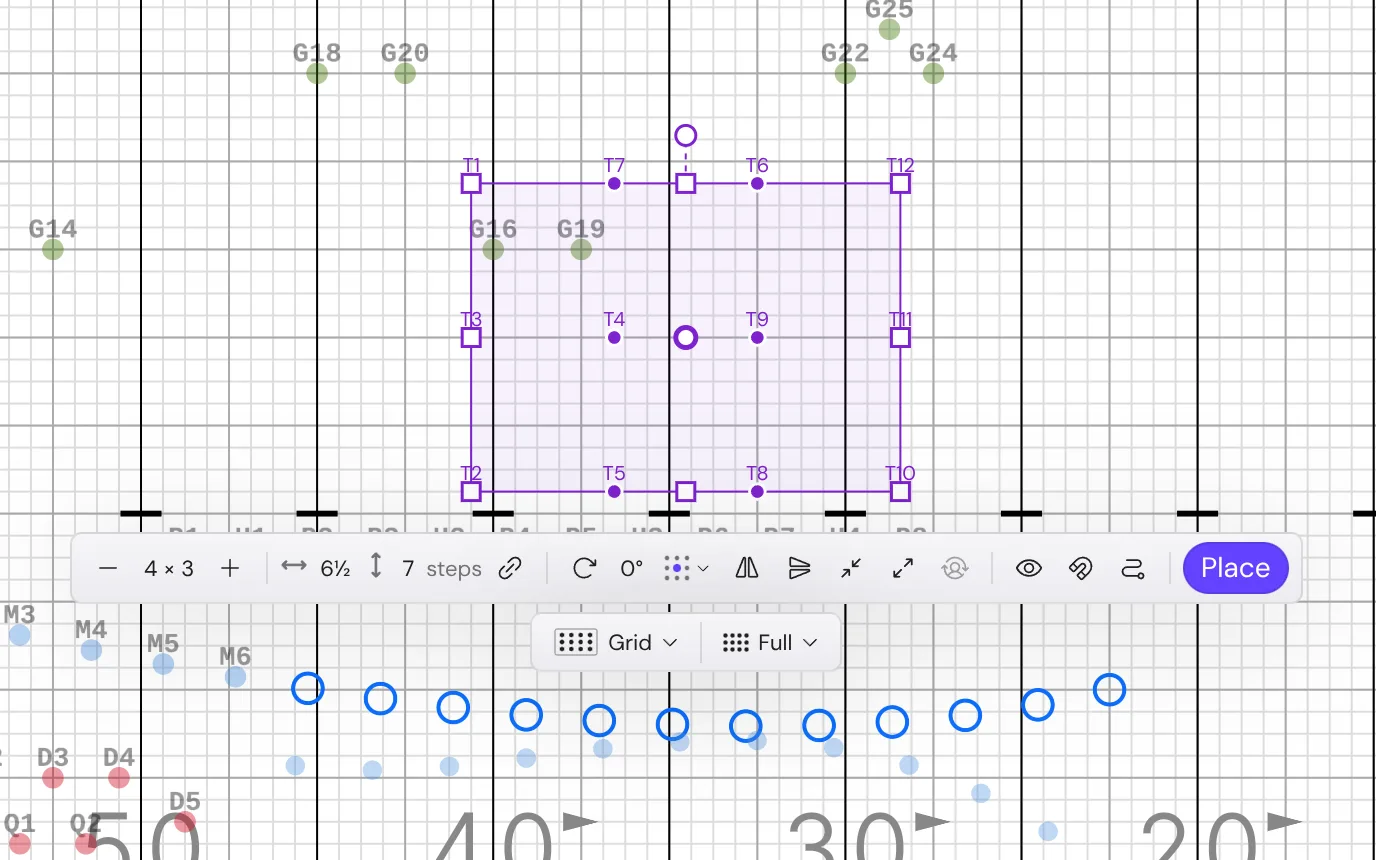 G25
G18 G20 G22 G24
T1 T7 T6 T12
G14 G16 G19
T3 T4 T9 T11
T2 T5 T8 T10
4 × 3 6½ 7 steps 0° Place
M3
M4
M5
M6
Grid Full
D3 D4
D5
Q1 Q2
50 40 30 20